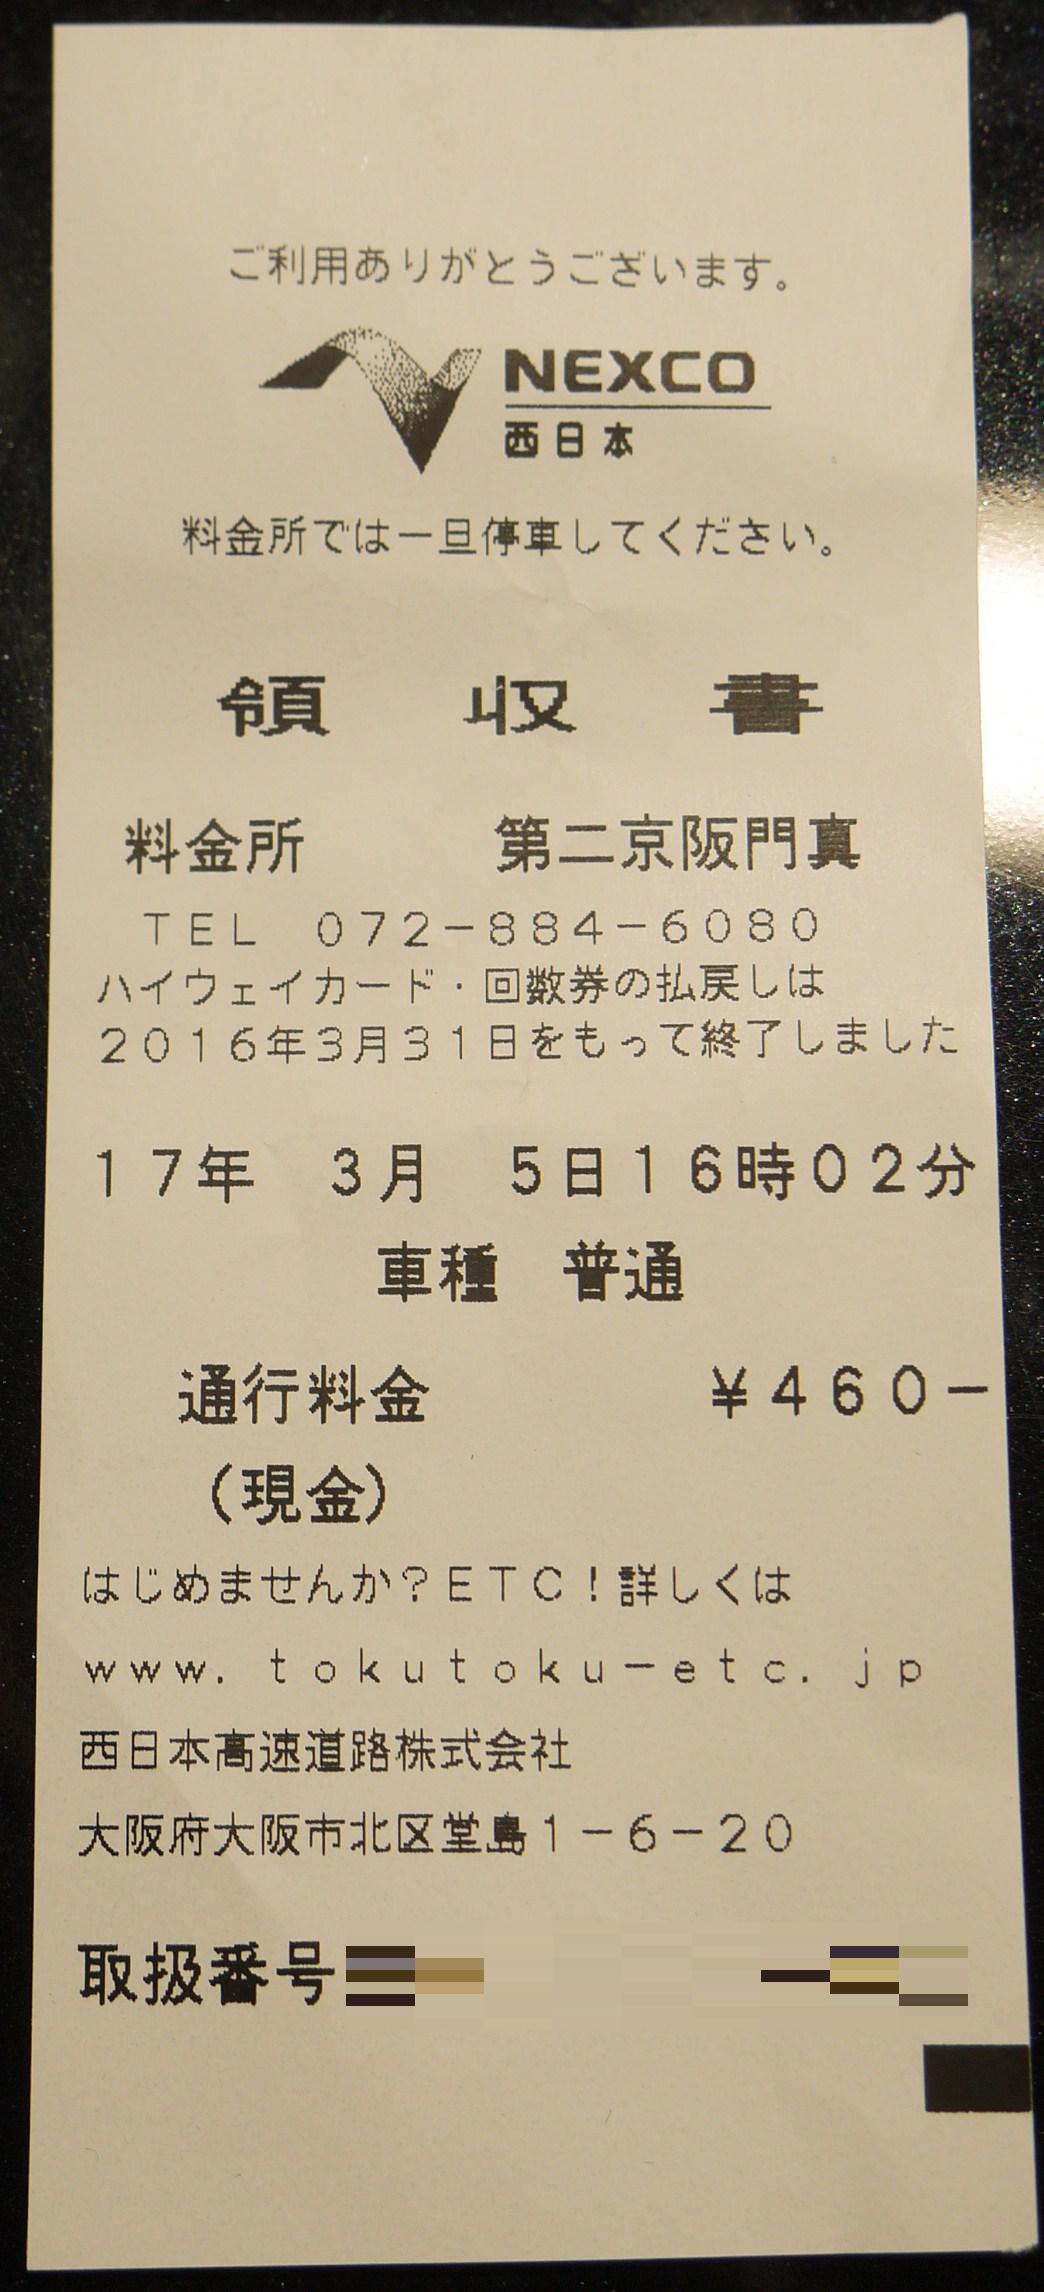 ご利用ありがとうございます。
NEXCO
西日本
料金所では一旦停車してください。
領 収 書
料金所 第二京阪門真
TEL 072-884-6080
ハイウェイカード・回数券の払戻しは
2016年3月31日をもって終了しました
17年 3月 5日16時02分
車種 普通
通行料金 ¥460-
(現金)
はじめませんか?ETC!詳しくは
www.tokutoku-etc.jp
西日本高速道路株式会社
大阪府大阪市北区堂島1-6-20
取扱番号